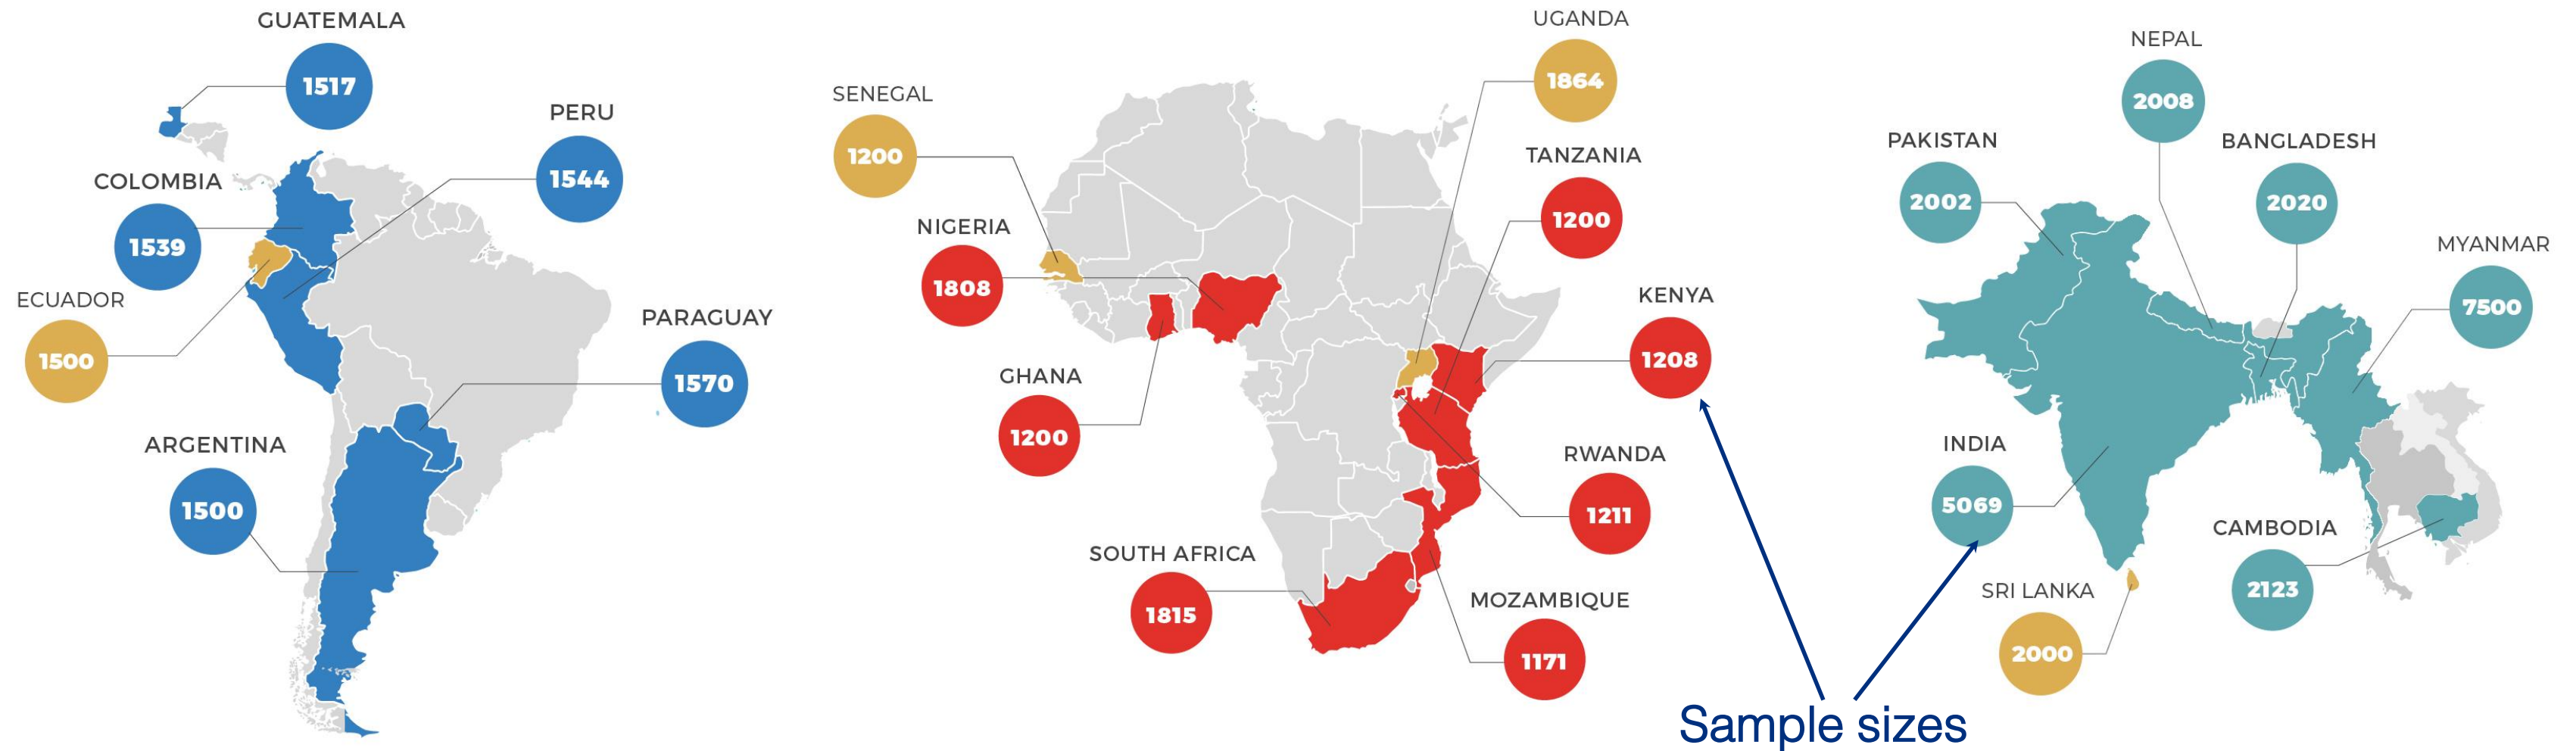 GUATEMALA
1517
PERU
1544
COLOMBIA
1539
ECUADOR
1500
PARAGUAY
1570
ARGENTINA
1500
UGANDA
1864
SENEGAL
1200
TANZANIA
1200
NIGERIA
1808
KENYA
1208
GHANA
1200
RWANDA
1211
SOUTH AFRICA
1815
MOZAMBIQUE
1171
NEPAL
2008
PAKISTAN
2002
BANGLADESH
2020
MYANMAR
7500
INDIA
5069
CAMBODIA
2123
SRI LANKA
2000
Sample sizes